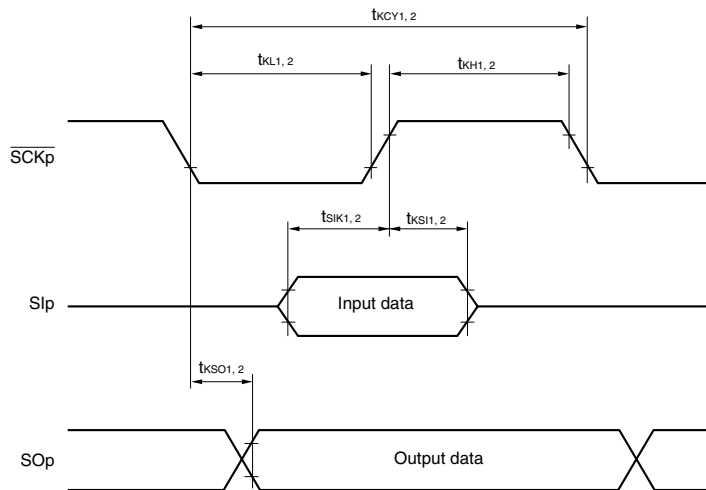 tKCY1, 2
tKL1, 2
tKH1, 2
SCKp
tSIK1, 2
tKSI1, 2
SIp
Input data
tKSO1, 2
SOp
Output data